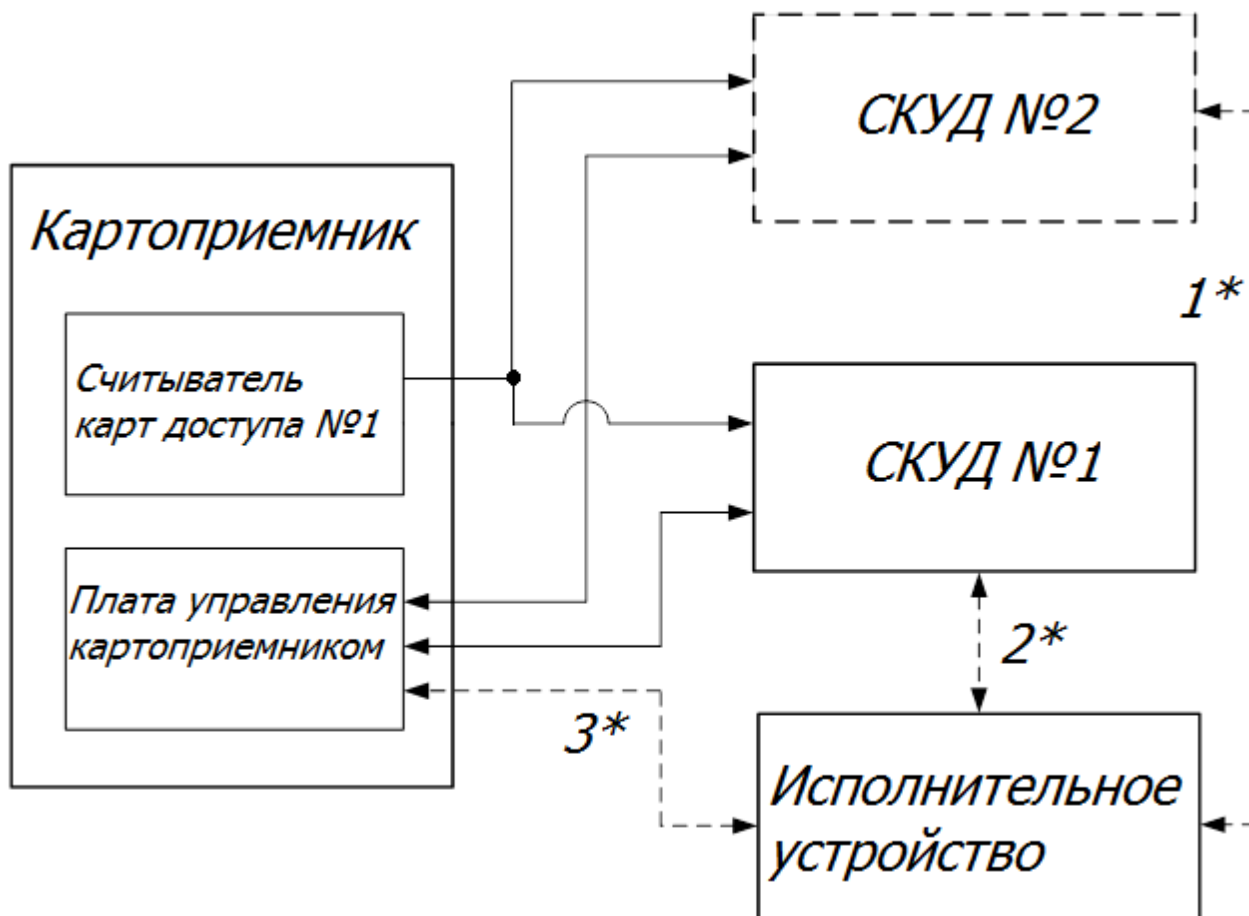 СКУД №2
Картоприемник
1*
Считыватель
карт доступа №1
СКУД №1
Плата управления
картоприемником
2*
3*
Исполнительное
устройство